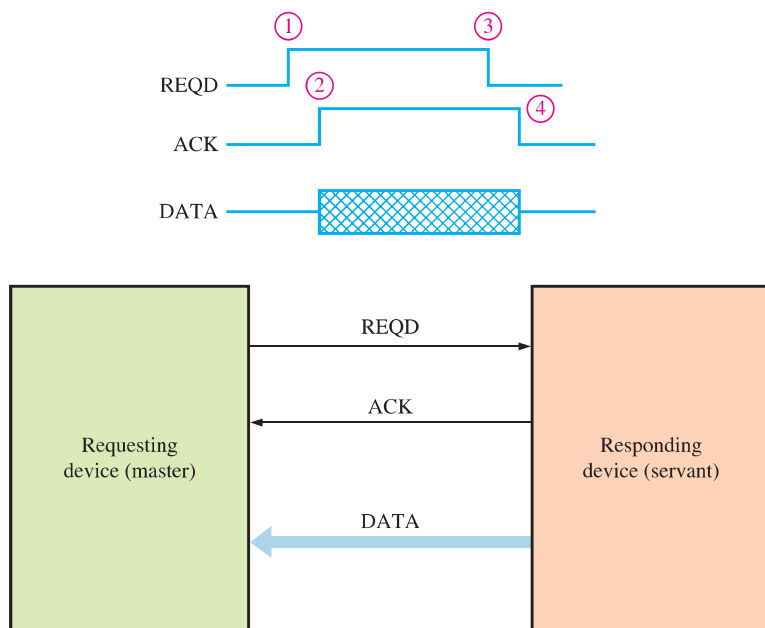 1
3
REQD
2
4
ACK
DATA
REQD
ACK
Requesting
device (master)
Responding
device (servant)
DATA